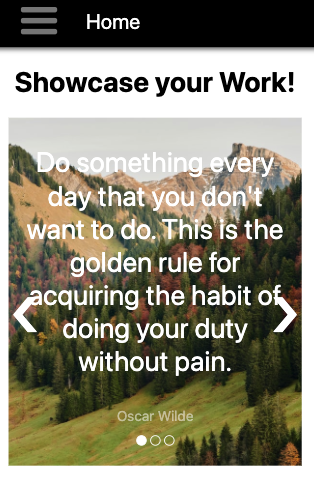 Home
Showcase your Work!
Do something every
day that you don't
want to do. This is the
golden rule for
acquiring the habit of
doing your duty
without pain.
Oscar Wilde